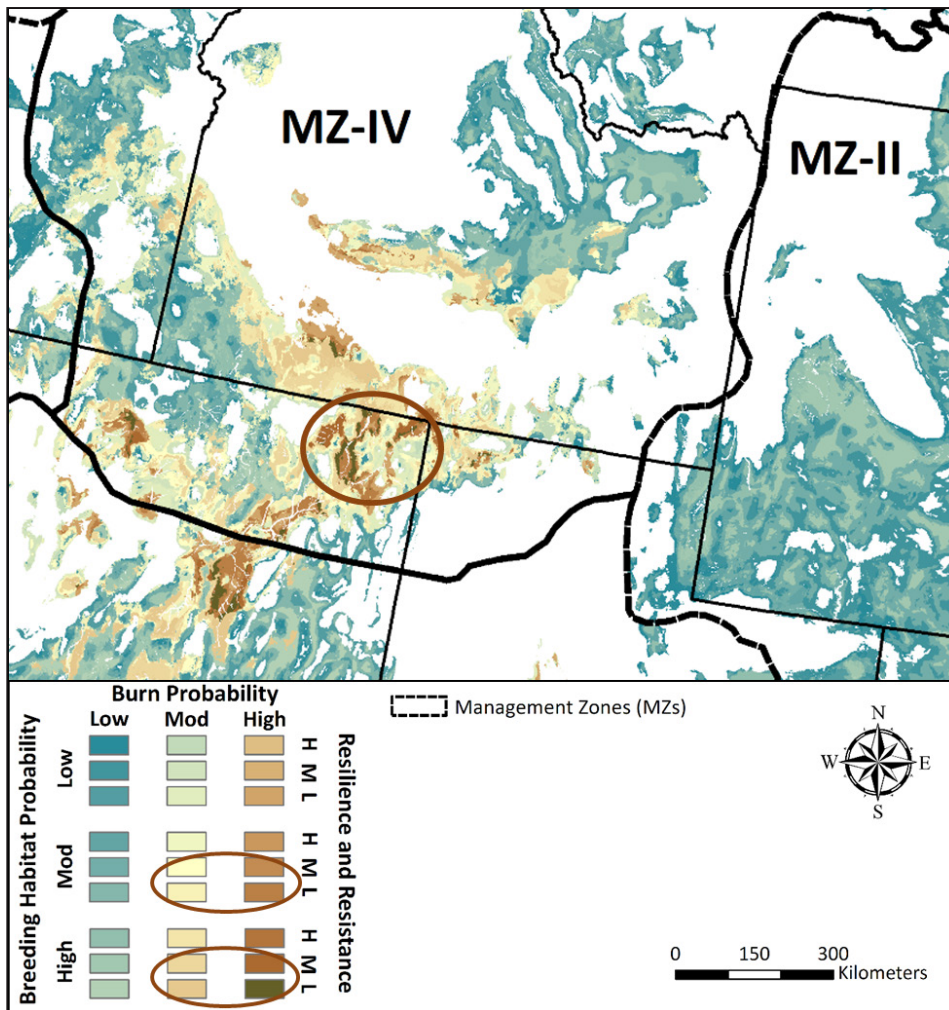 MZ-IV
MZ-II
Burn Probability
Low Mod High
Management Zones (MZs)
Breeding Habitat Probability
Low
Mod
High
H
M
L
H
M
L
H
M
L
Resilience and Resistance
N
W E
S
0 150 300
Kilometers